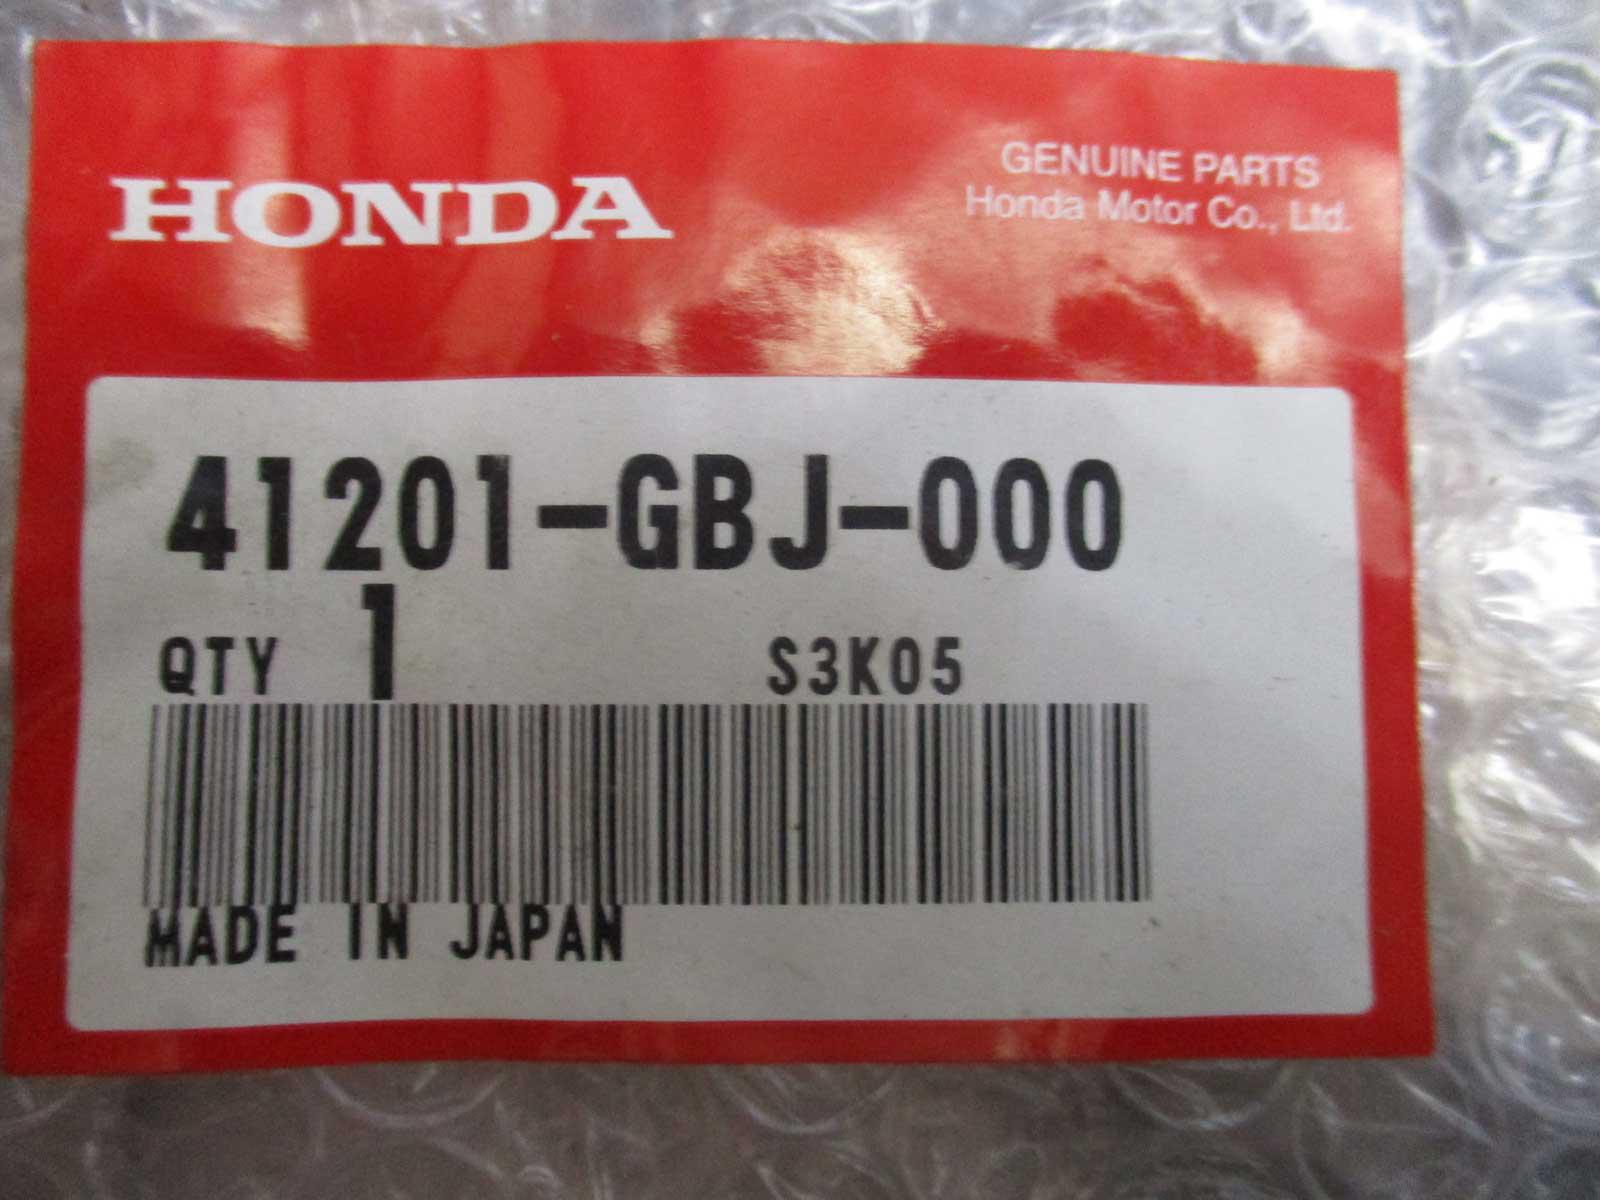 HONDA
GENUINE PARTS
Honda Motor Co., Ltd.
41201-GBJ-000
QTY 1 S3K05
MADE IN JAPAN